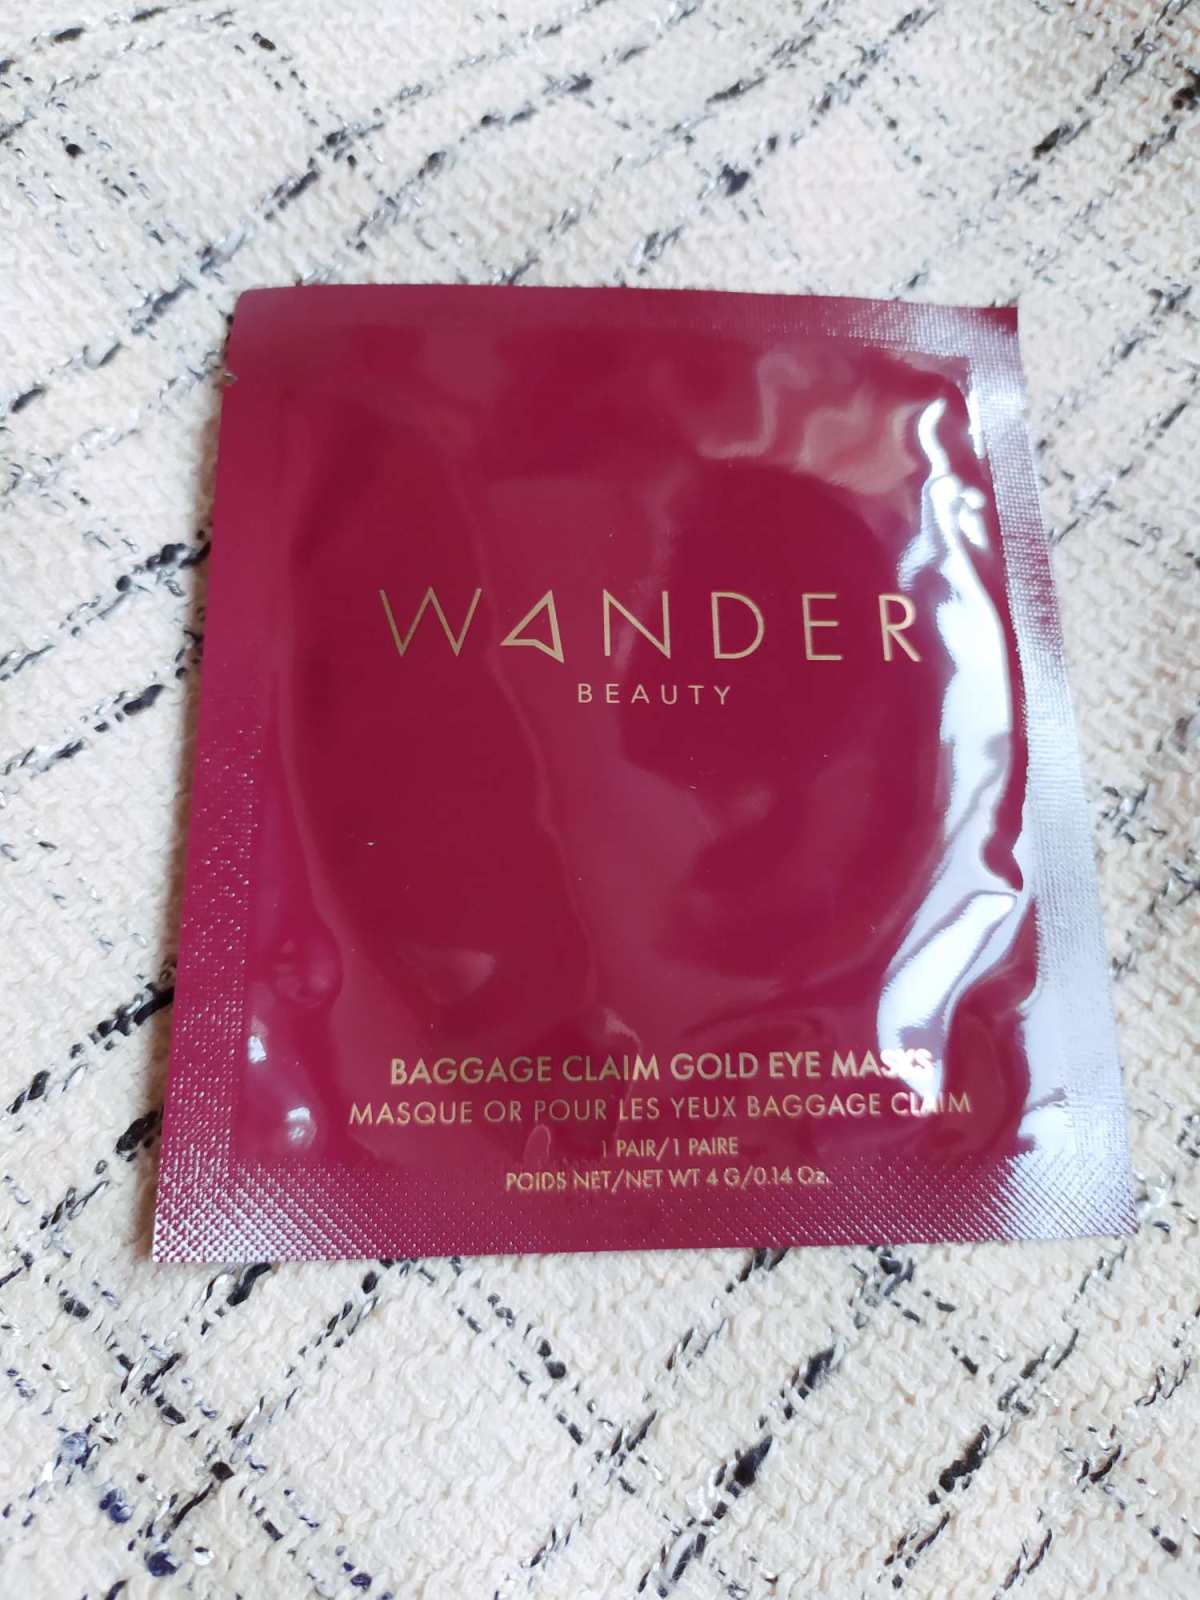 WANDER
BEAUTY
BAGGAGE CLAIM GOLD EYE MASKS
MASQUE OR POUR LES YEUX BAGGAGE CLAIM
1 PAIR/1 PAIRE
POIDS NET/NET WT 4 G/0.14 Oz.